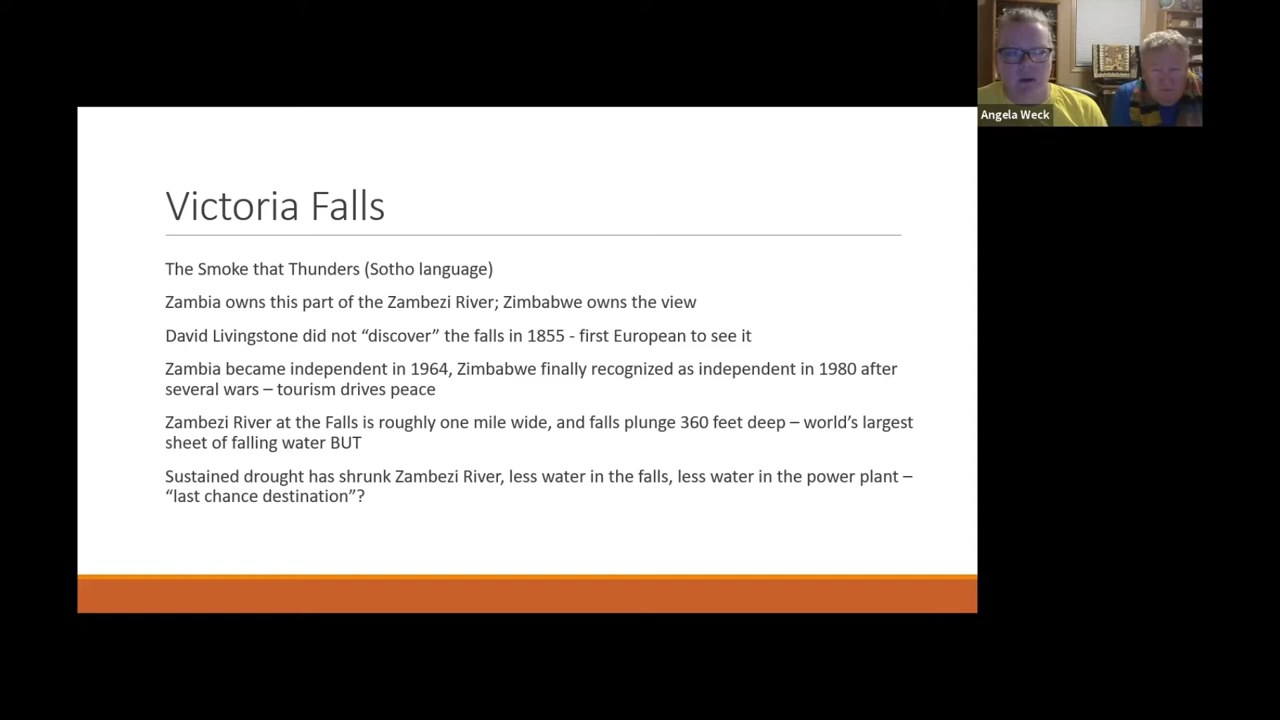 Angela Weck
Victoria Falls
The Smoke that Thunders (Sotho language)
Zambia owns this part of the Zambezi River; Zimbabwe owns the view
David Livingstone did not “discover” the falls in 1855 - first European to see it
Zambia became independent in 1964, Zimbabwe finally recognized as independent in 1980 after
several wars – tourism drives peace
Zambezi River at the Falls is roughly one mile wide, and falls plunge 360 feet deep – world’s largest
sheet of falling water BUT
Sustained drought has shrunk Zambezi River, less water in the falls, less water in the power plant –
“last chance destination”?